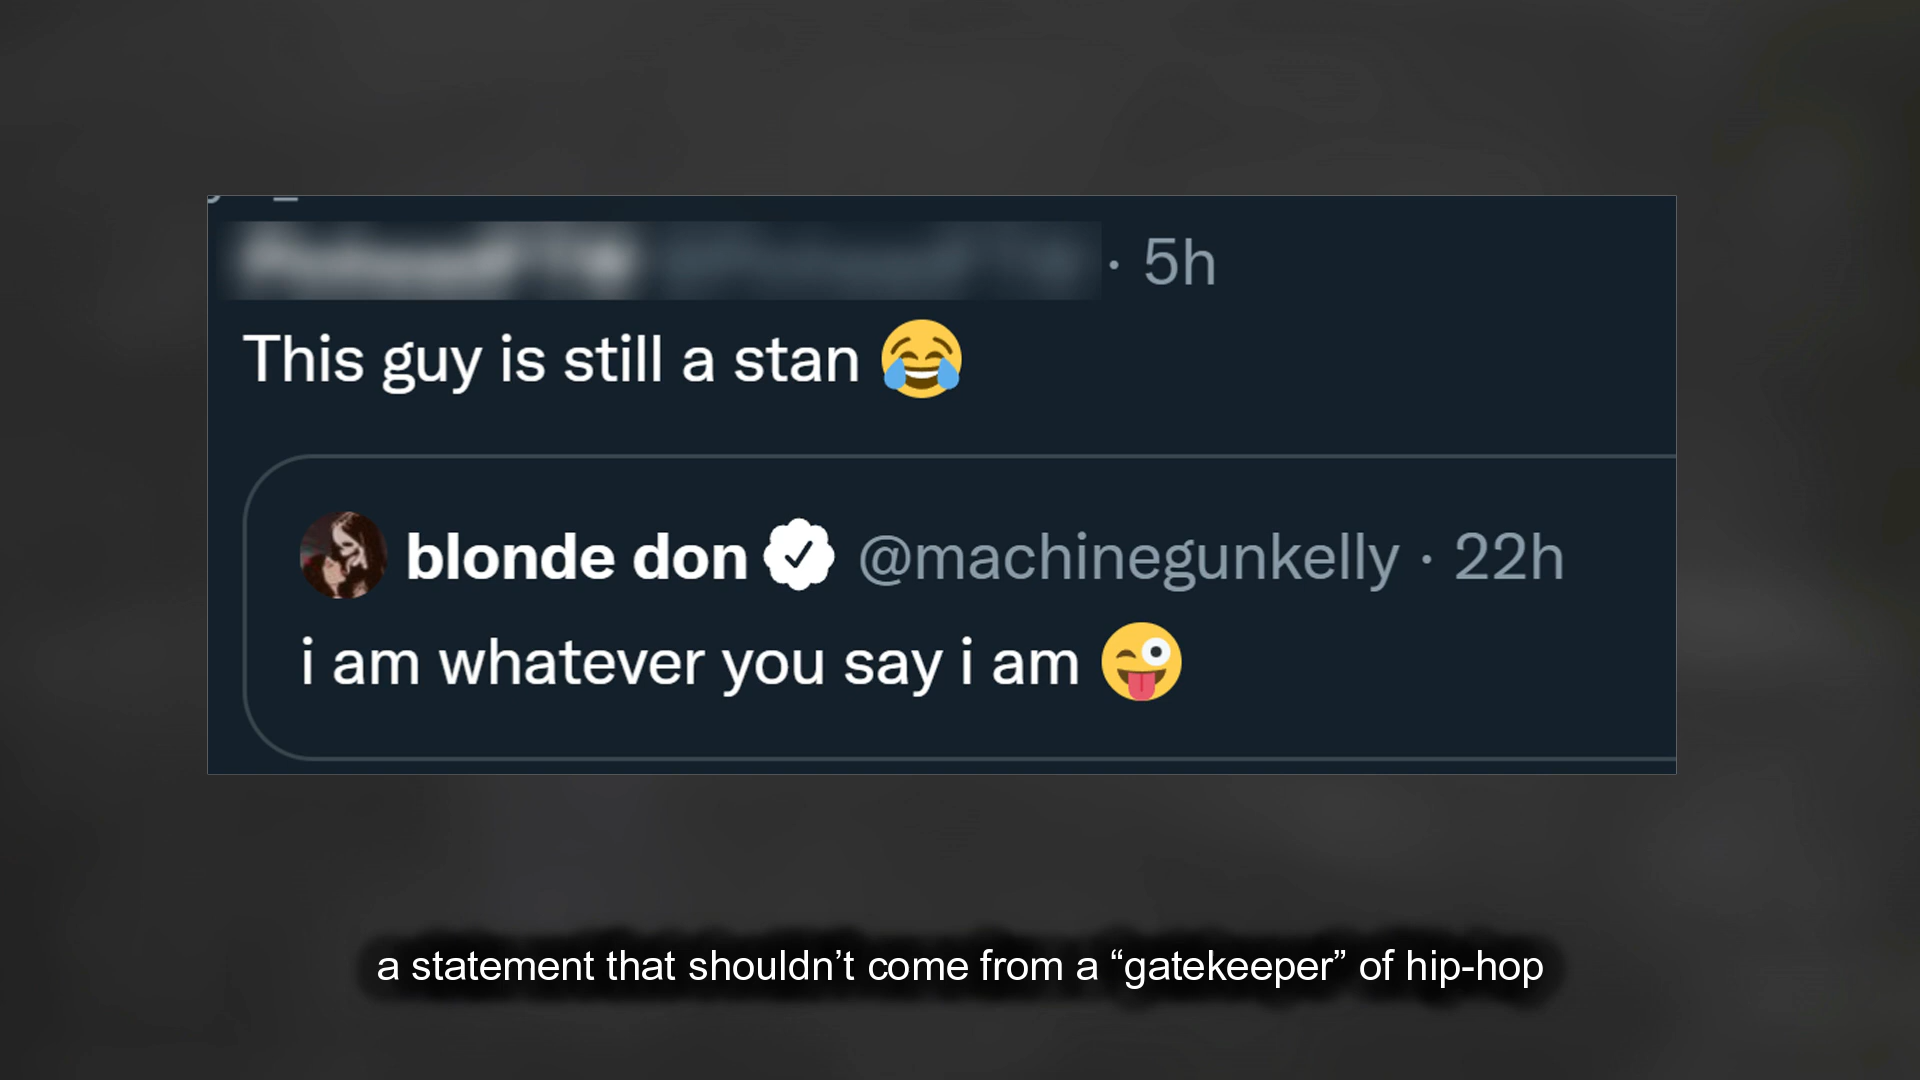 · 5h
This guy is still a stan 😂
blonde don @machinegunkelly · 22h
i am whatever you say i am 😜
a statement that shouldn’t come from a “gatekeeper” of hip-hop